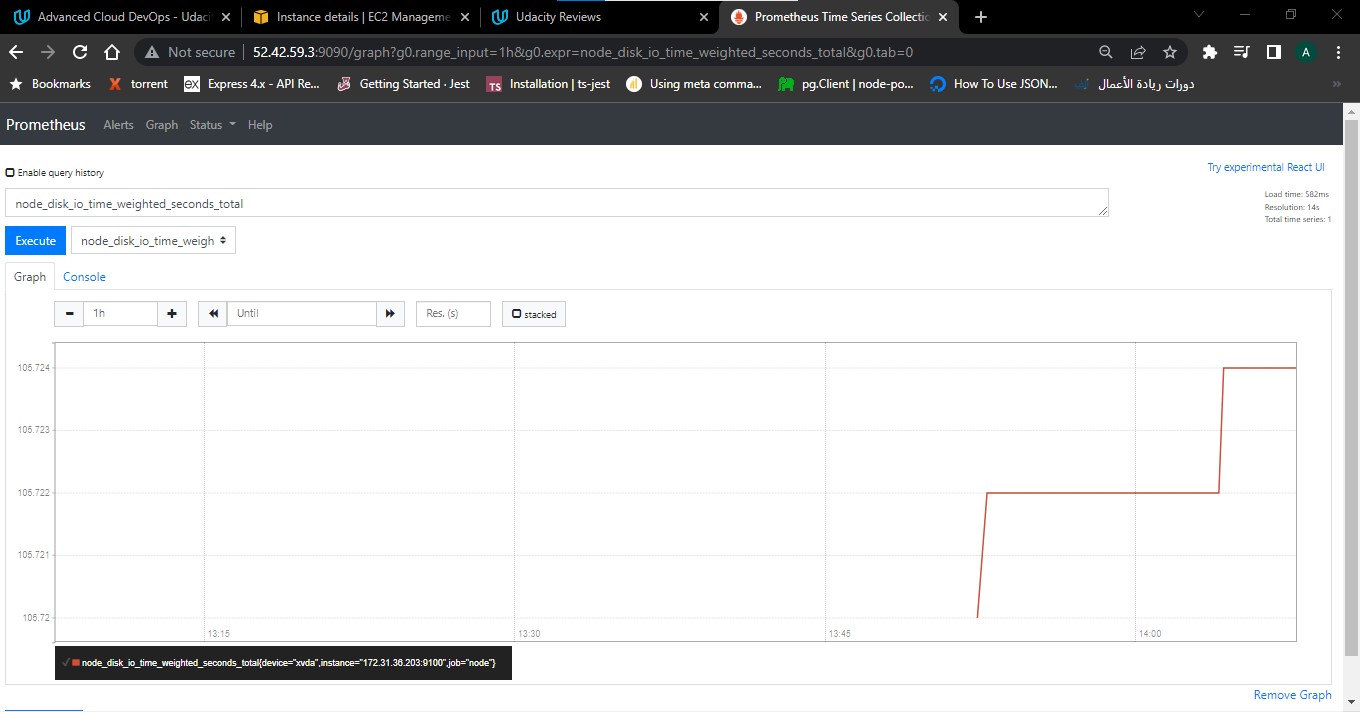 Advanced Cloud DevOps - Udaci
Instance details | EC2 Manageme
Udacity Reviews
Prometheus Time Series Collectio
Not secure | 52.42.59.3:9090/graph?g0.range_input=1h&g0.expr=node_disk_io_time_weighted_seconds_total&g0.tab=0
A
Bookmarks
torrent
ex Express 4.x - API Re...
Getting Started · Jest
TS Installation | ts-jest
Using meta comma...
pg.Client | node-po...
How To Use JSON...
دورات ريادة الأعمال
»
Prometheus Alerts Graph Status Help
Try experimental React UI
Enable query history
node_disk_io_time_weighted_seconds_total
Load time: 582ms
Resolution: 14s
Total time series: 1
Execute node_disk_io_time_weigh
Graph Console
1h Until Res. (s) stacked
105.724
105.723
105.722
105.721
105.72
13:15 13:30 13:45 14:00
node_disk_io_time_weighted_seconds_total{device="xvda",instance="172.31.36.203:9100",job="node"}
Remove Graph